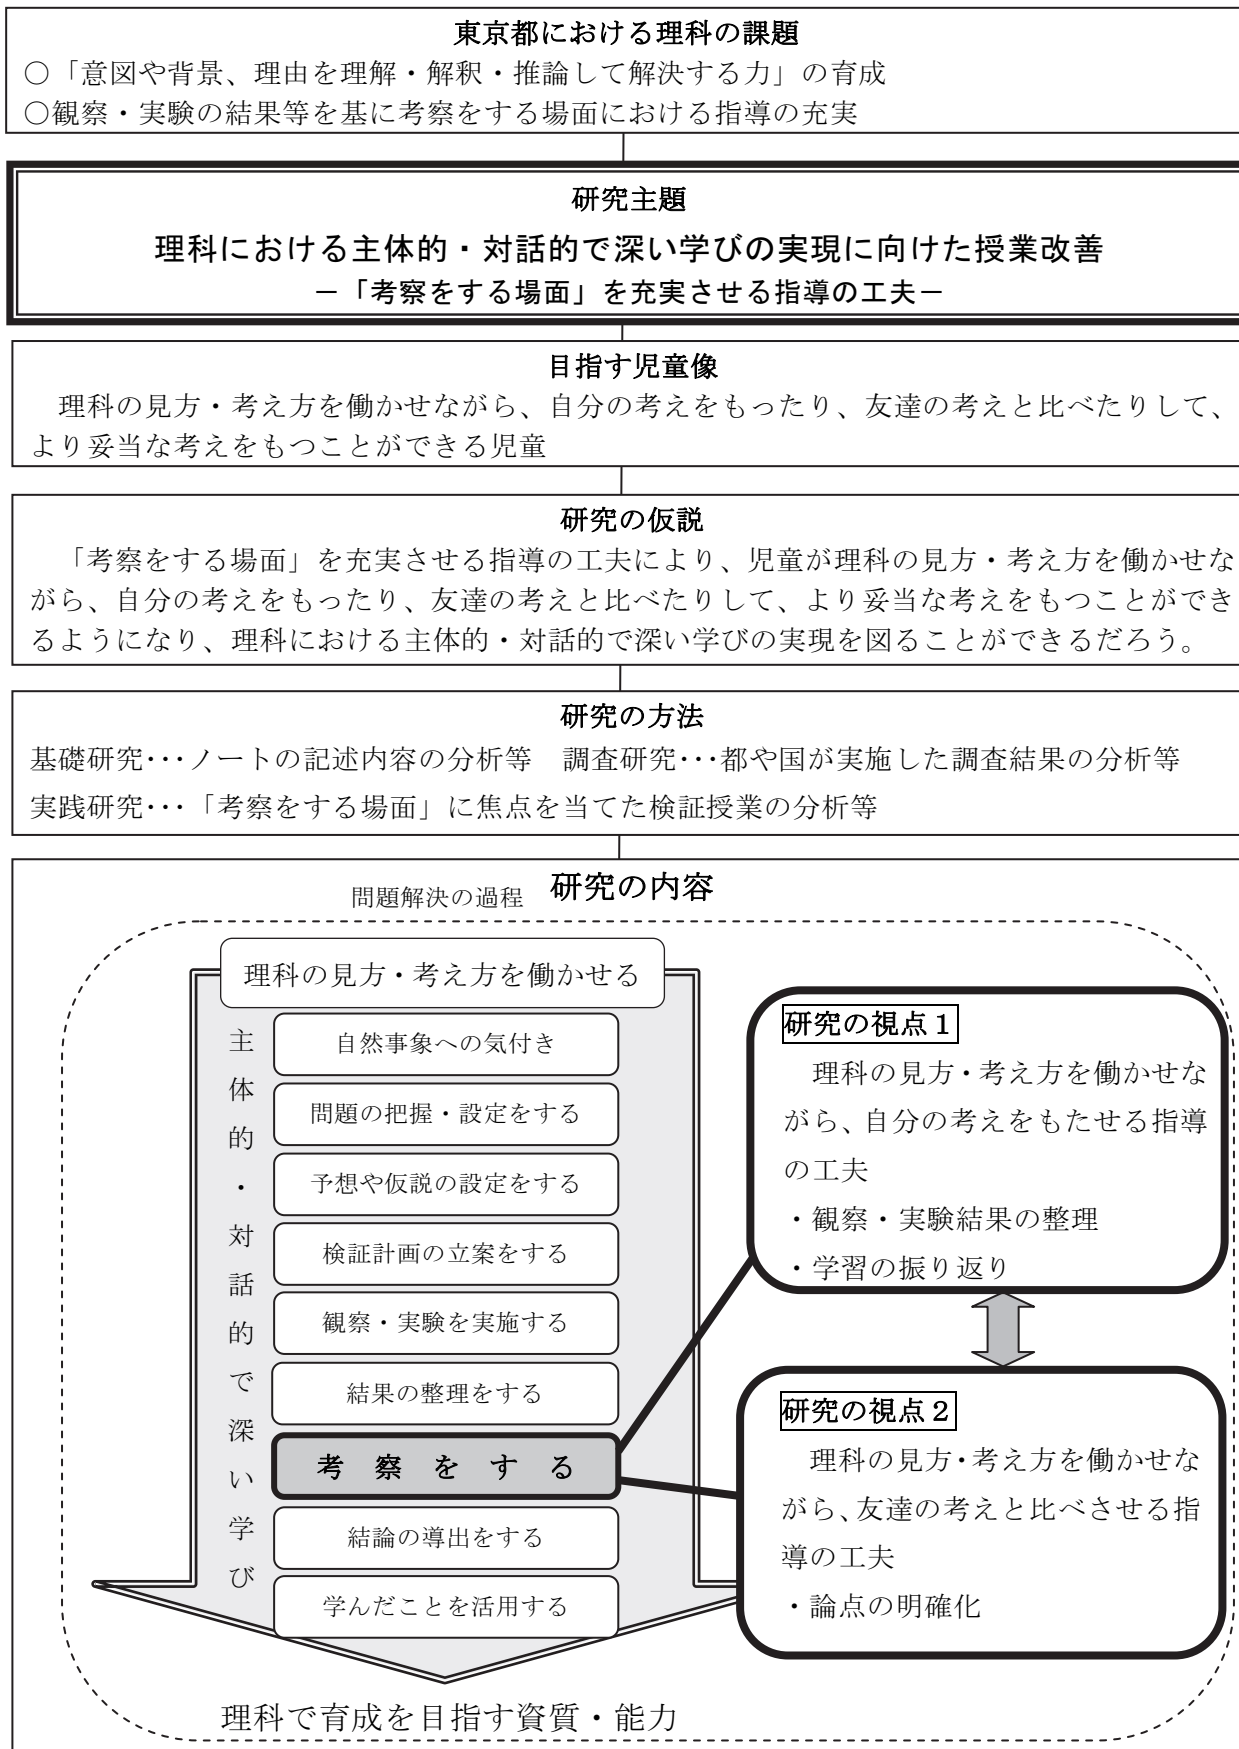 東京都における理科の課題
○「意図や背景、理由を理解・解釈・推論して解決する力」の育成
○観察・実験の結果等を基に考察をする場面における指導の充実
研究主題
理科における主体的・対話的で深い学びの実現に向けた授業改善
－「考察をする場面」を充実させる指導の工夫－
目指す児童像
理科の見方・考え方を働かせながら、自分の考えをもったり、友達の考えと比べたりして、
より妥当な考えをもつことができる児童
研究の仮説
「考察をする場面」を充実させる指導の工夫により、児童が理科の見方・考え方を働かせな
がら、自分の考えをもったり、友達の考えと比べたりして、より妥当な考えをもつことができ
るようになり、理科における主体的・対話的で深い学びの実現を図ることができるだろう。
研究の方法
基礎研究･･･ノートの記述内容の分析等　調査研究･･･都や国が実施した調査結果の分析等
実践研究･･･「考察をする場面」に焦点を当てた検証授業の分析等
研究の内容
問題解決の過程
理科の見方・考え方を働かせる
主体的・対話的で深い学び
自然事象への気付き
問題の把握・設定をする
予想や仮説の設定をする
検証計画の立案をする
観察・実験を実施する
結果の整理をする
考察をする
結論の導出をする
学んだことを活用する
理科で育成を目指す資質・能力
研究の視点１
理科の見方・考え方を働かせな
がら、自分の考えをもたせる指導
の工夫
・観察・実験結果の整理
・学習の振り返り
研究の視点２
理科の見方・考え方を働かせな
がら、友達の考えと比べさせる指
導の工夫
・論点の明確化